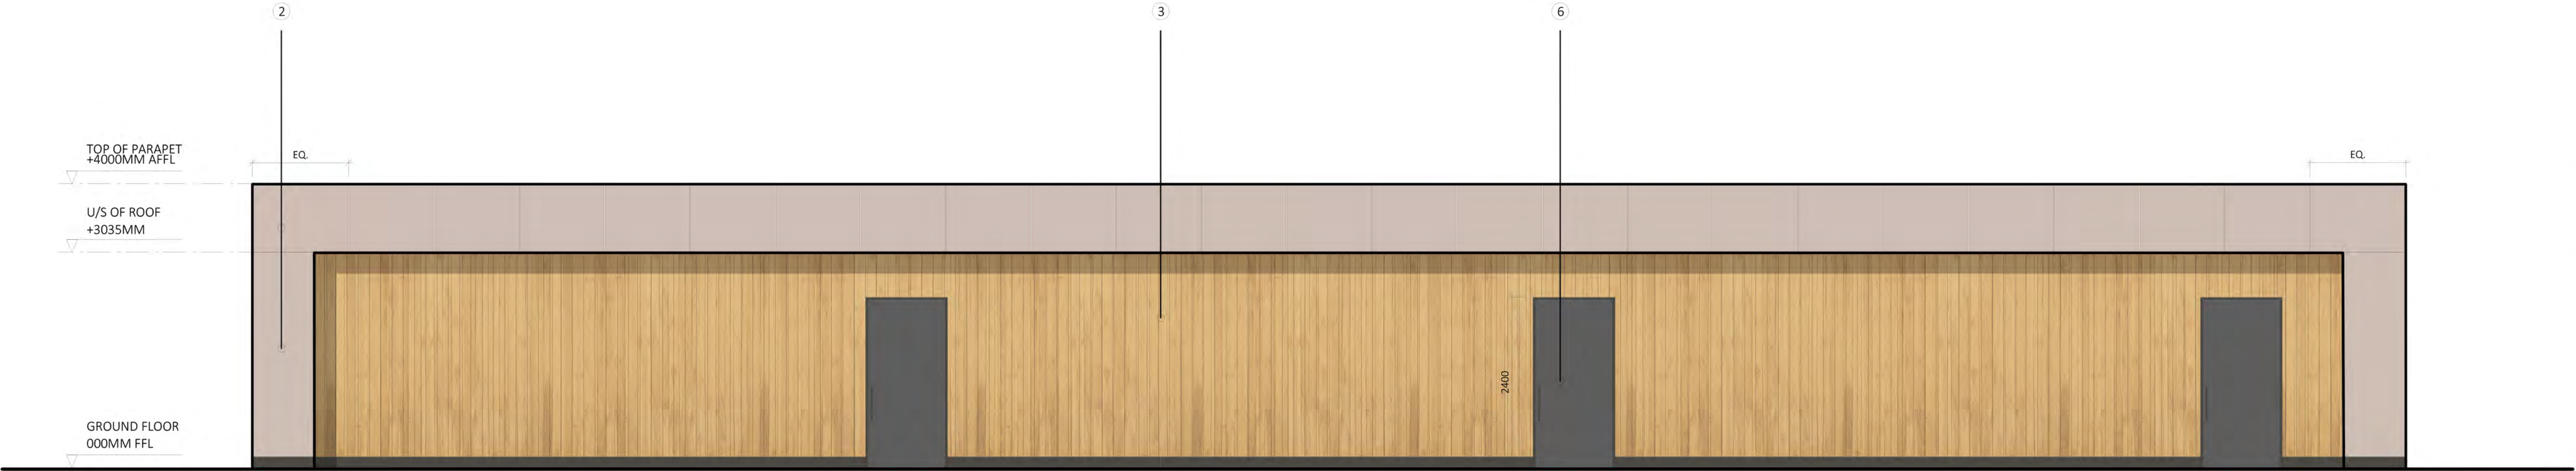 2
3
6
TOP OF PARAPET
+4000MM AFFL
EQ.
EQ.
U/S OF ROOF
+3035MM
2400
GROUND FLOOR
000MM FFL